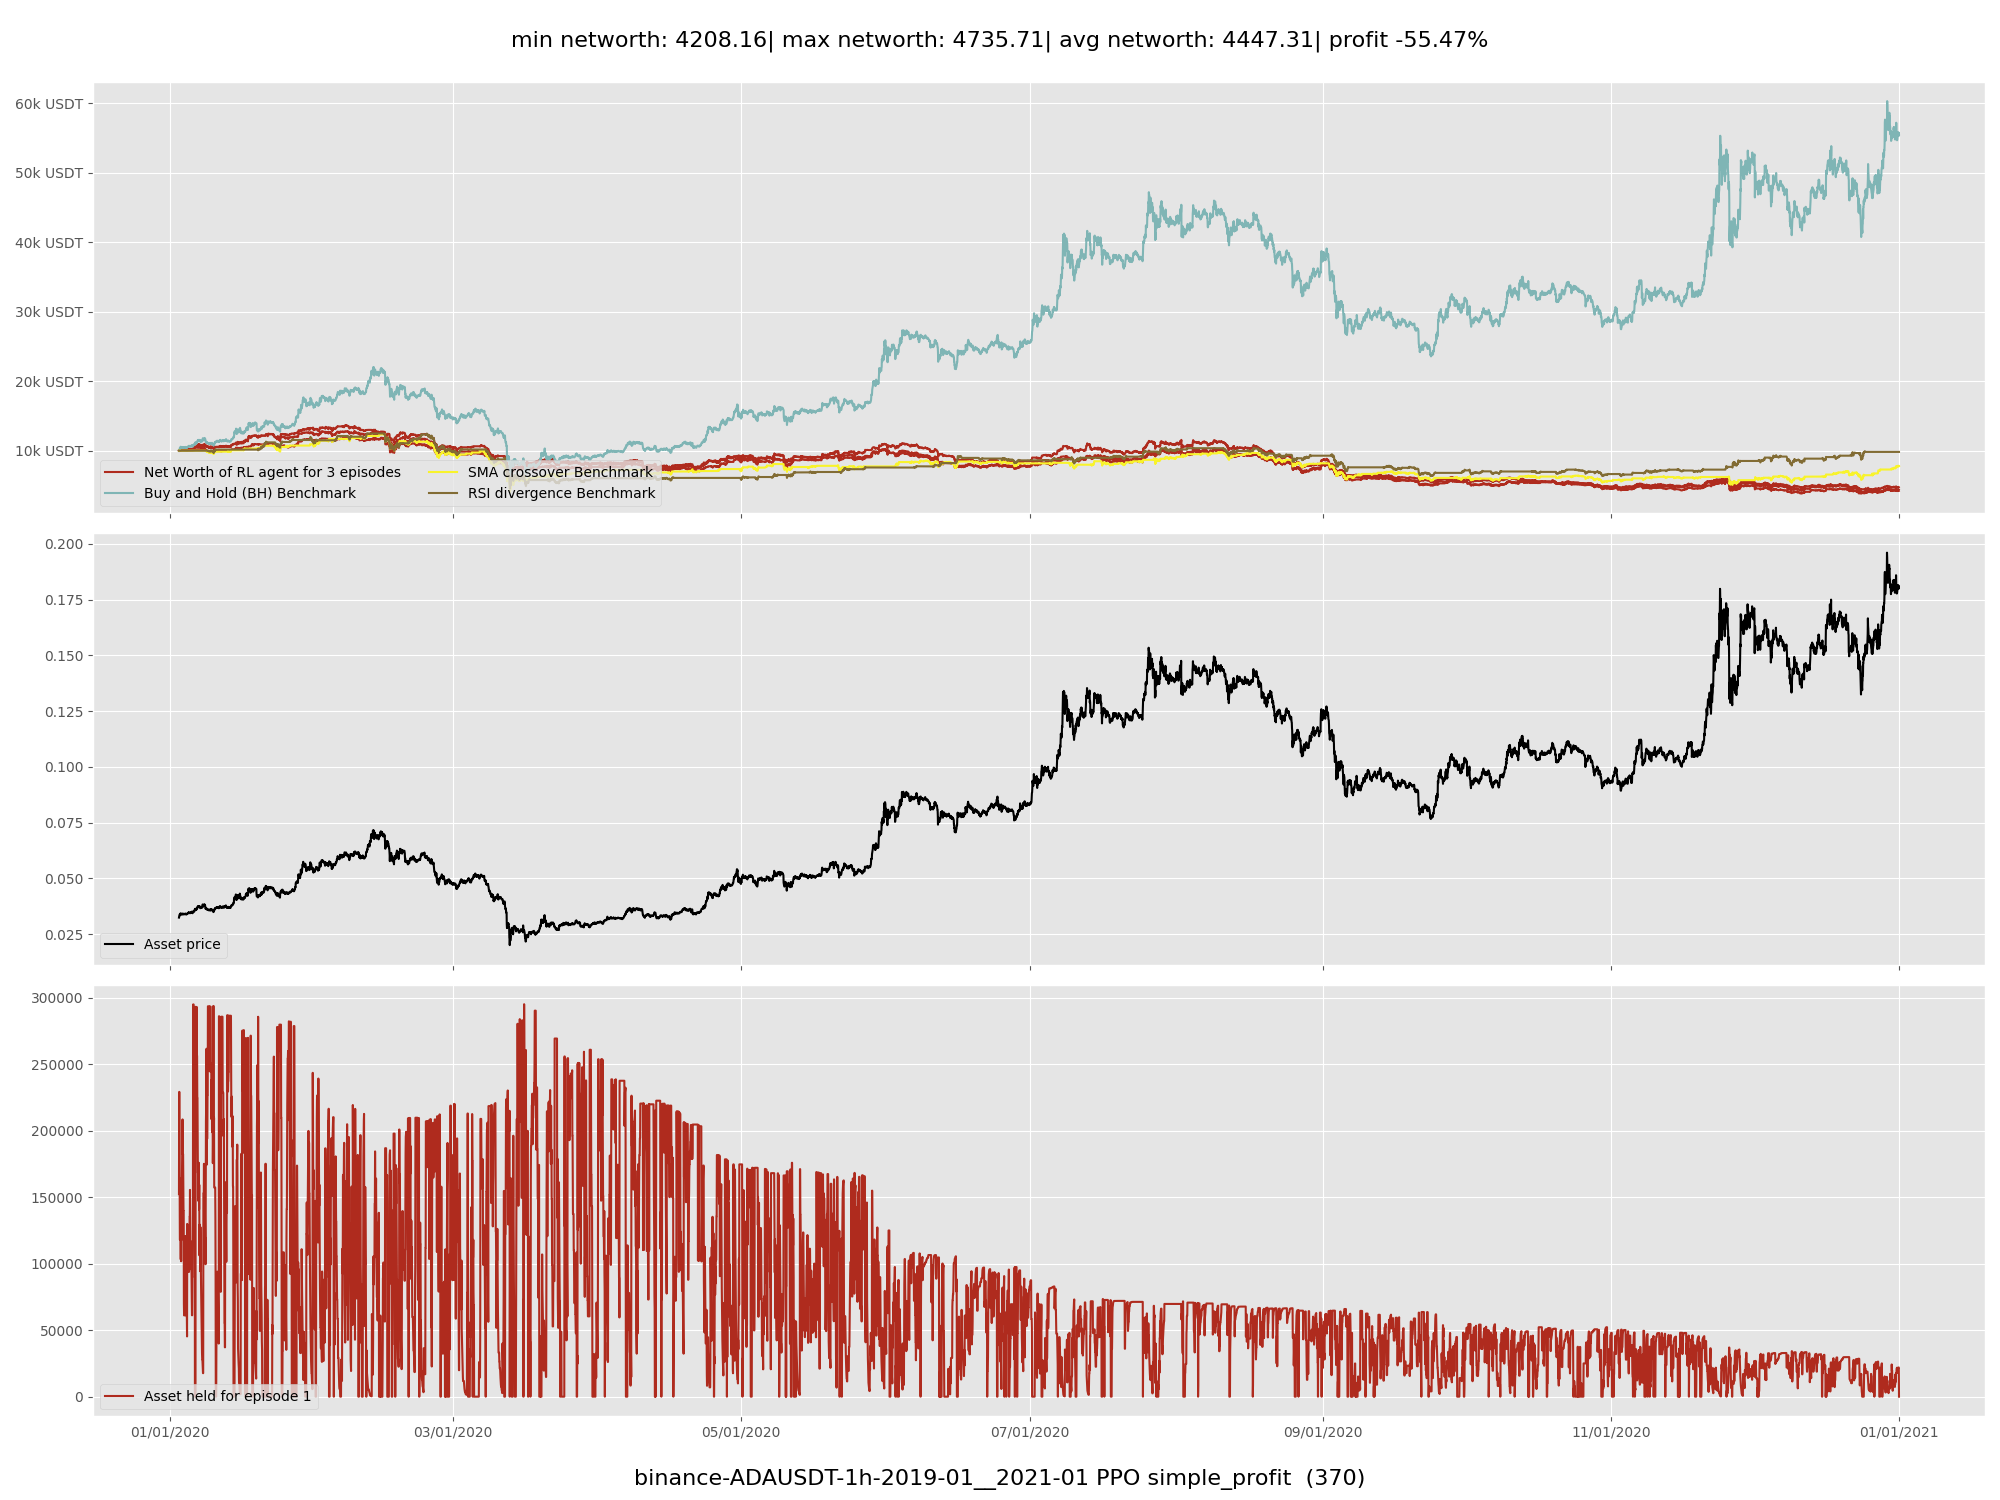 min networth: 4208.16| max networth: 4735.71| avg networth: 4447.31| profit -55.47%
60k USDT
50k USDT
40k USDT
30k USDT
20k USDT
10k USDT
Net Worth of RL agent for 3 episodes
Buy and Hold (BH) Benchmark
SMA crossover Benchmark
RSI divergence Benchmark
0.200
0.175
0.150
0.125
0.100
0.075
0.050
0.025
Asset price
300000
250000
200000
150000
100000
50000
0
Asset held for episode 1
01/01/2020
03/01/2020
05/01/2020
07/01/2020
09/01/2020
11/01/2020
01/01/2021
binance-ADAUSDT-1h-2019-01__2021-01 PPO simple_profit  (370)